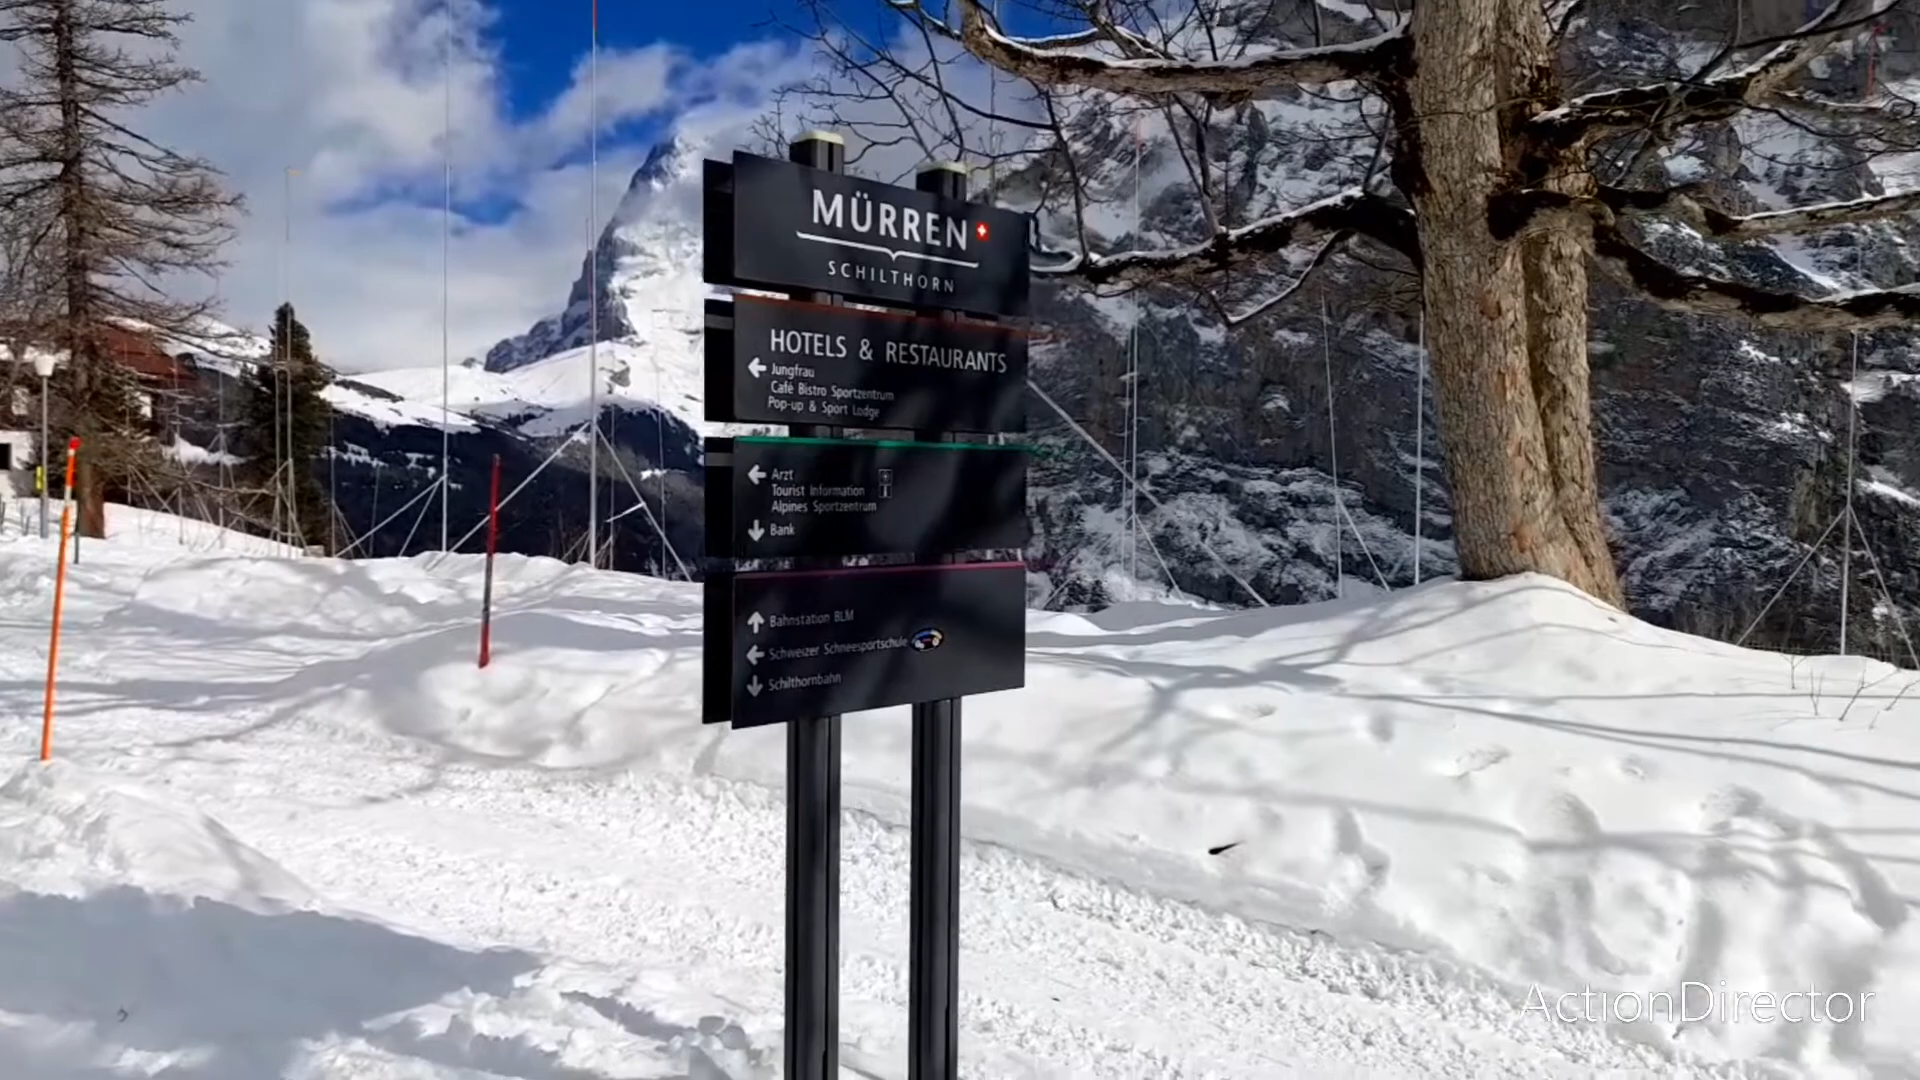 MÜRREN
SCHILTHORN
HOTELS & RESTAURANTS
Jungfrau
Café Bistro Sportzentrum
Pop-up & Sport Lodge
Arzt
Tourist Information
Alpines Sportzentrum
Bank
Bahnstation BLM
Schweizer Schneesportschule
Schilthornbahn
ActionDirector